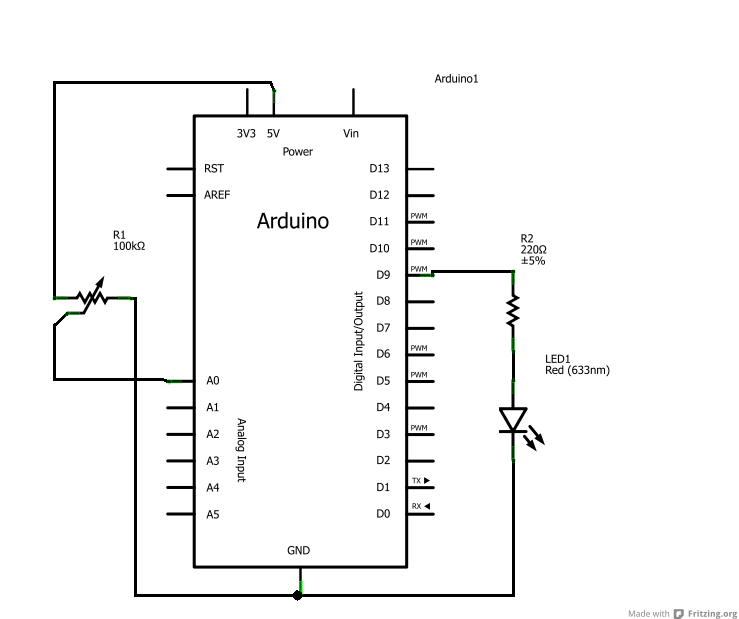 Arduino1
3V3 5V Vin
Power
RST
AREF
Arduino
D13
D12
D11 PWM
D10 PWM
D9 PWM
D8
D7
D6 PWM
D5 PWM
D4
D3 PWM
D2
D1 TX ▶
D0 RX ◀
Digital Input/Output
R1
100kΩ
A0
A1
A2
A3
A4
A5
Analog Input
GND
R2
220Ω
±5%
LED1
Red (633nm)
Made with Fritzing.org